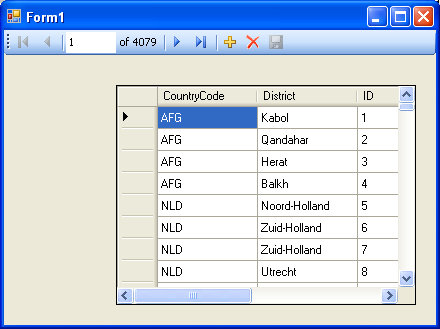 Form1
1 of 4079
CountryCode District ID
AFG Kabol 1
AFG Qandahar 2
AFG Herat 3
AFG Balkh 4
NLD Noord-Holland 5
NLD Zuid-Holland 6
NLD Zuid-Holland 7
NLD Utrecht 8